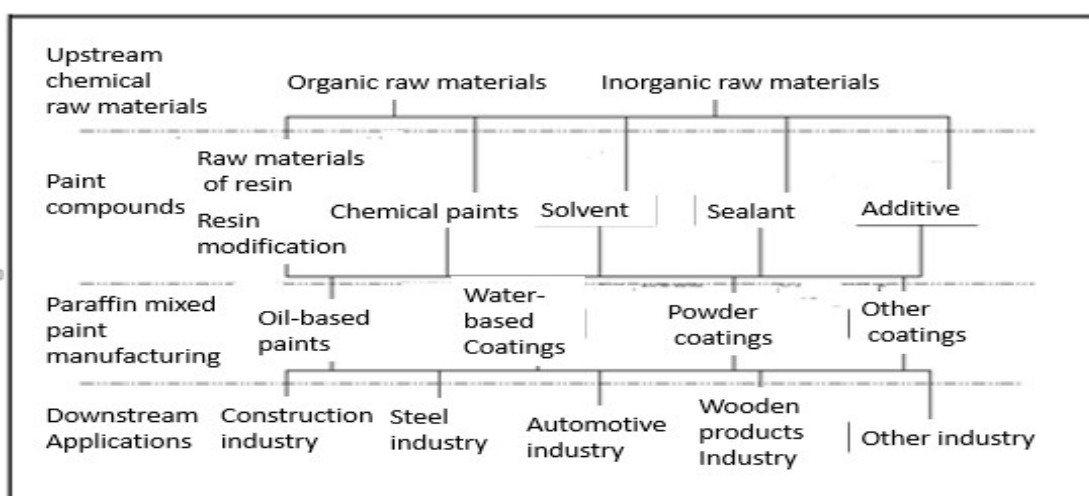 Upstream
chemical
raw materials
Organic raw materials
Inorganic raw materials
Paint
compounds
Raw materials
of resin
Resin
modification
Chemical paints
Solvent
Sealant
Additive
Paraffin mixed
paint
manufacturing
Oil-based
paints
Water-
based
Coatings
Powder
coatings
Other
coatings
Downstream
Applications
Construction
industry
Steel
industry
Automotive
industry
Wooden
products
Industry
Other industry